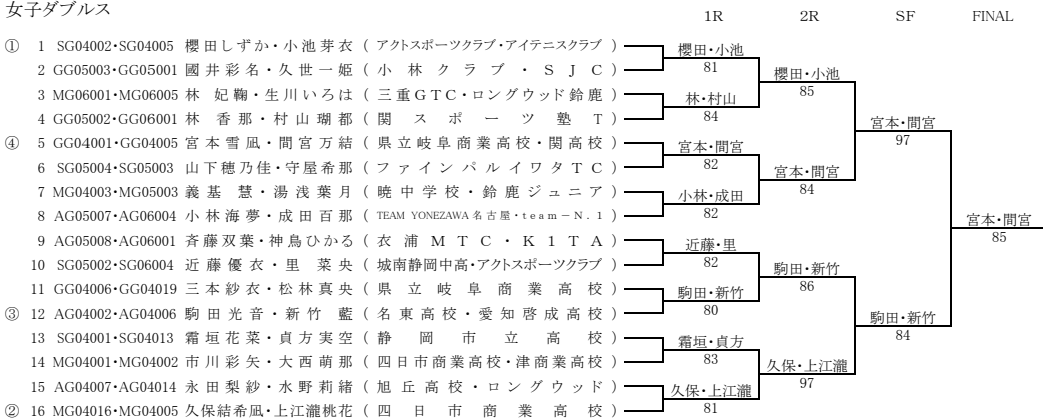 女子ダブルス
1R 2R SF FINAL
① 1 SG04002・SG04005 櫻田しずか・小池芽衣 ( アクトスポーツクラブ・アイテニスクラブ )
2 GG05003・GG05001 國井彩名・久世一姫 ( 小林クラブ・SJC )
3 MG06001・MG06005 林 妃鞠・生川いろは ( 三重GTC・ロングウッド鈴鹿 )
4 GG05002・GG06001 林 香那・村山瑚都 ( 関スポーツ塾T )
④ 5 GG04001・GG04005 宮本雪凪・間宮万結 ( 県立岐阜商業高校・関高校 )
6 SG05004・SG05003 山下穂乃佳・守屋希那 ( ファインパルイワタTC )
7 MG04003・MG05003 義基 慧・湯浅葉月 ( 暁中学校・鈴鹿ジュニア )
8 AG05007・AG06004 小林海夢・成田百那 ( TEAM YONEZAWA名古屋・team-N.1 )
9 AG05008・AG06001 斉藤双葉・神鳥ひかる ( 衣浦MTC・K1TA )
10 SG05002・SG06004 近藤優衣・里 菜央 ( 城南静岡中高・アクトスポーツクラブ )
11 GG04006・GG04019 三本紗衣・松林真央 ( 県立岐阜商業高校 )
③ 12 AG04002・AG04006 駒田光音・新竹 藍 ( 名東高校・愛知啓成高校 )
13 SG04001・SG04013 霜垣花菜・貞方実空 ( 静岡市立高校 )
14 MG04001・MG04002 市川彩矢・大西萌那 ( 四日市商業高校・津商業高校 )
15 AG04007・AG04014 永田梨紗・水野莉緒 ( 旭丘高校・ロングウッド )
② 16 MG04016・MG04005 久保結希凪・上江瀧桃花 ( 四日市商業高校 )
櫻田・小池
81
林・村山
84
宮本・間宮
82
小林・成田
82
近藤・里
82
駒田・新竹
80
霜垣・貞方
83
久保・上江瀧
81
櫻田・小池
85
宮本・間宮
84
駒田・新竹
86
久保・上江瀧
97
宮本・間宮
97
駒田・新竹
84
宮本・間宮
85